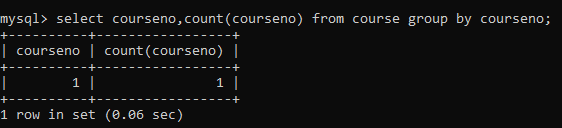 mysql> select courseno,count(courseno) from course group by courseno;
+----------+-----------------+
| courseno | count(courseno) |
+----------+-----------------+
|        1 |               1 |
+----------+-----------------+
1 row in set (0.06 sec)